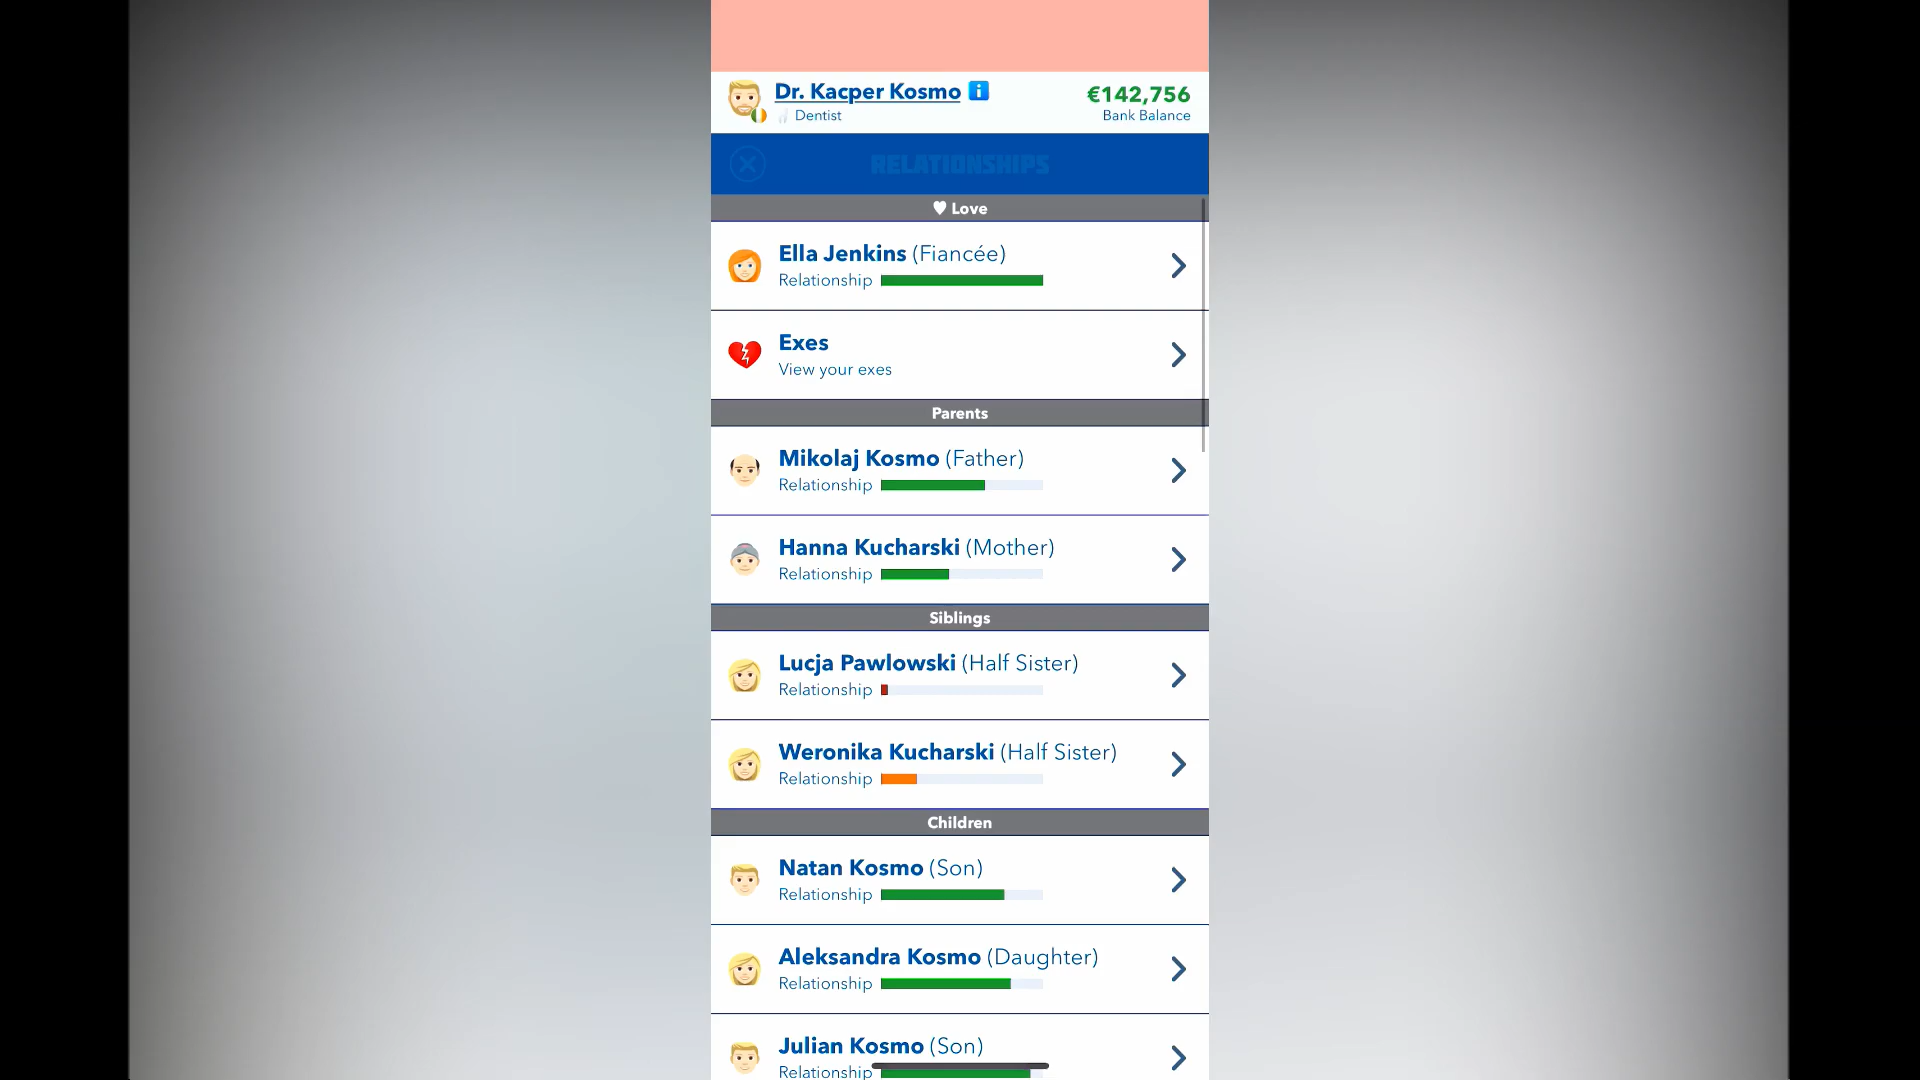 Dr. Kacper Kosmo
Dentist
€142,756
Bank Balance
RELATIONSHIPS
Love
Ella Jenkins (Fiancée)
Relationship
Exes
View your exes
Parents
Mikolaj Kosmo (Father)
Relationship
Hanna Kucharski (Mother)
Relationship
Siblings
Lucja Pawlowski (Half Sister)
Relationship
Weronika Kucharski (Half Sister)
Relationship
Children
Natan Kosmo (Son)
Relationship
Aleksandra Kosmo (Daughter)
Relationship
Julian Kosmo (Son)
Relationship